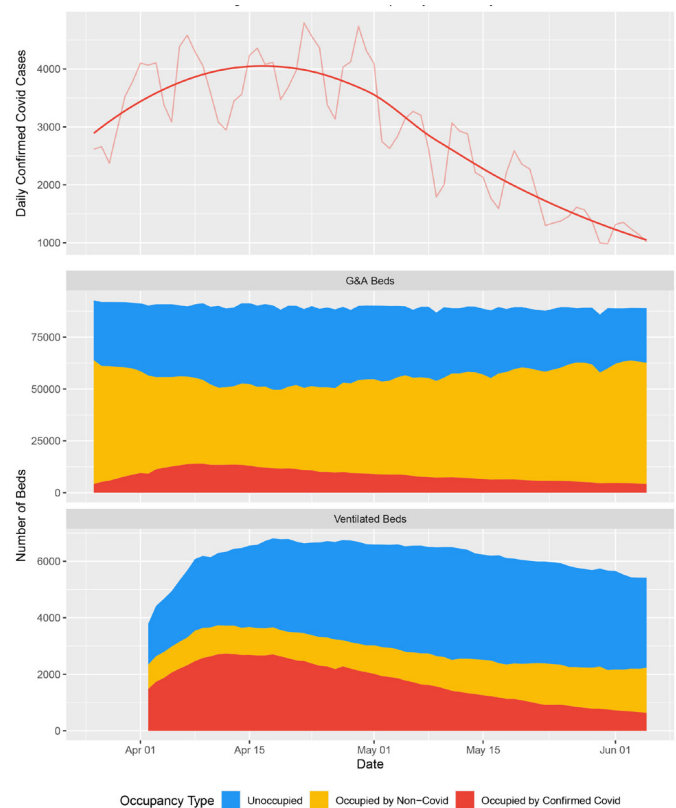 Daily Confirmed Covid Cases
4000
3000
2000
1000
G&A Beds
Number of Beds
75000
50000
25000
0
Ventilated Beds
6000
4000
2000
0
Apr 01
Apr 15
May 01
May 15
Jun 01
Date
Occupancy Type
Unoccupied
Occupied by Non−Covid
Occupied by Confirmed Covid